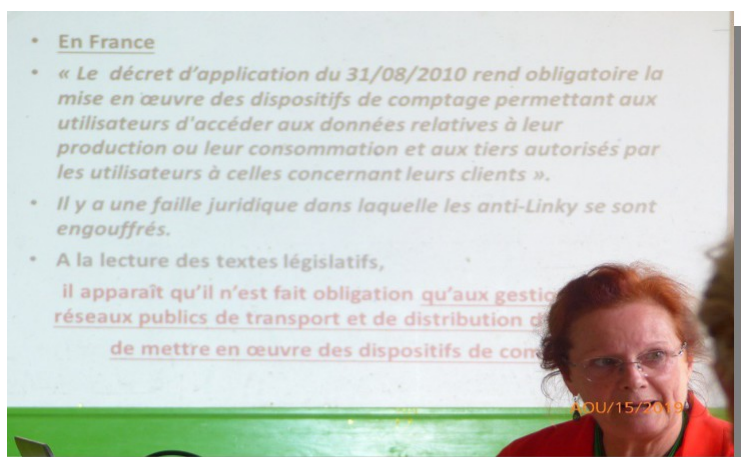 • En France
• « Le décret d'application du 31/08/2010 rend obligatoire la
mise en œuvre des dispositifs de comptage permettant aux
utilisateurs d'accéder aux données relatives à leur
production ou leur consommation et aux tiers autorisés par
les utilisateurs à celles concernant leurs clients ».
• Il y a une faille juridique dans laquelle les anti-Linky se sont
engouffrés.
• A la lecture des textes législatifs,
il apparaît qu'il n'est fait obligation qu'aux
réseaux publics de transport et de distribution
de mettre en œuvre des dispositifs de
AOU/15/2019